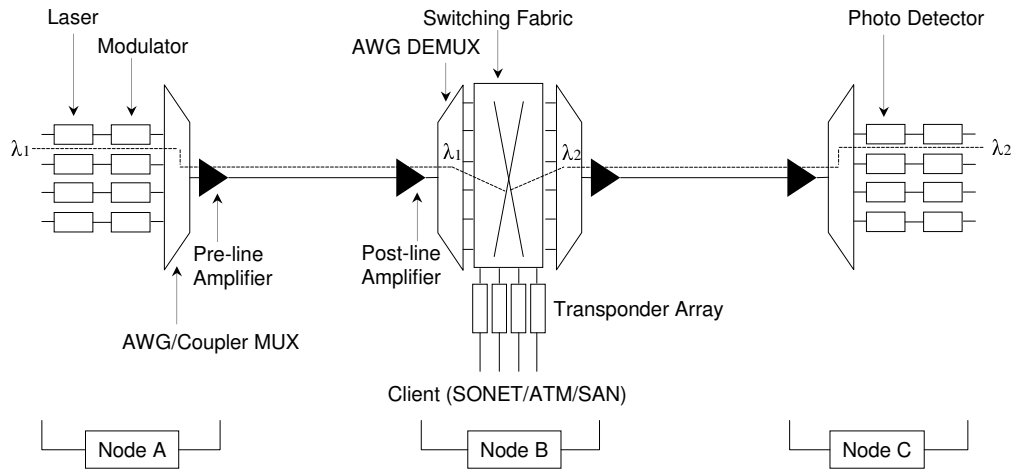 Laser
Modulator
Switching Fabric
AWG DEMUX
Photo Detector
λ1
λ1
λ2
λ2
Pre-line
Amplifier
Post-line
Amplifier
Transponder Array
AWG/Coupler MUX
Client (SONET/ATM/SAN)
Node A
Node B
Node C